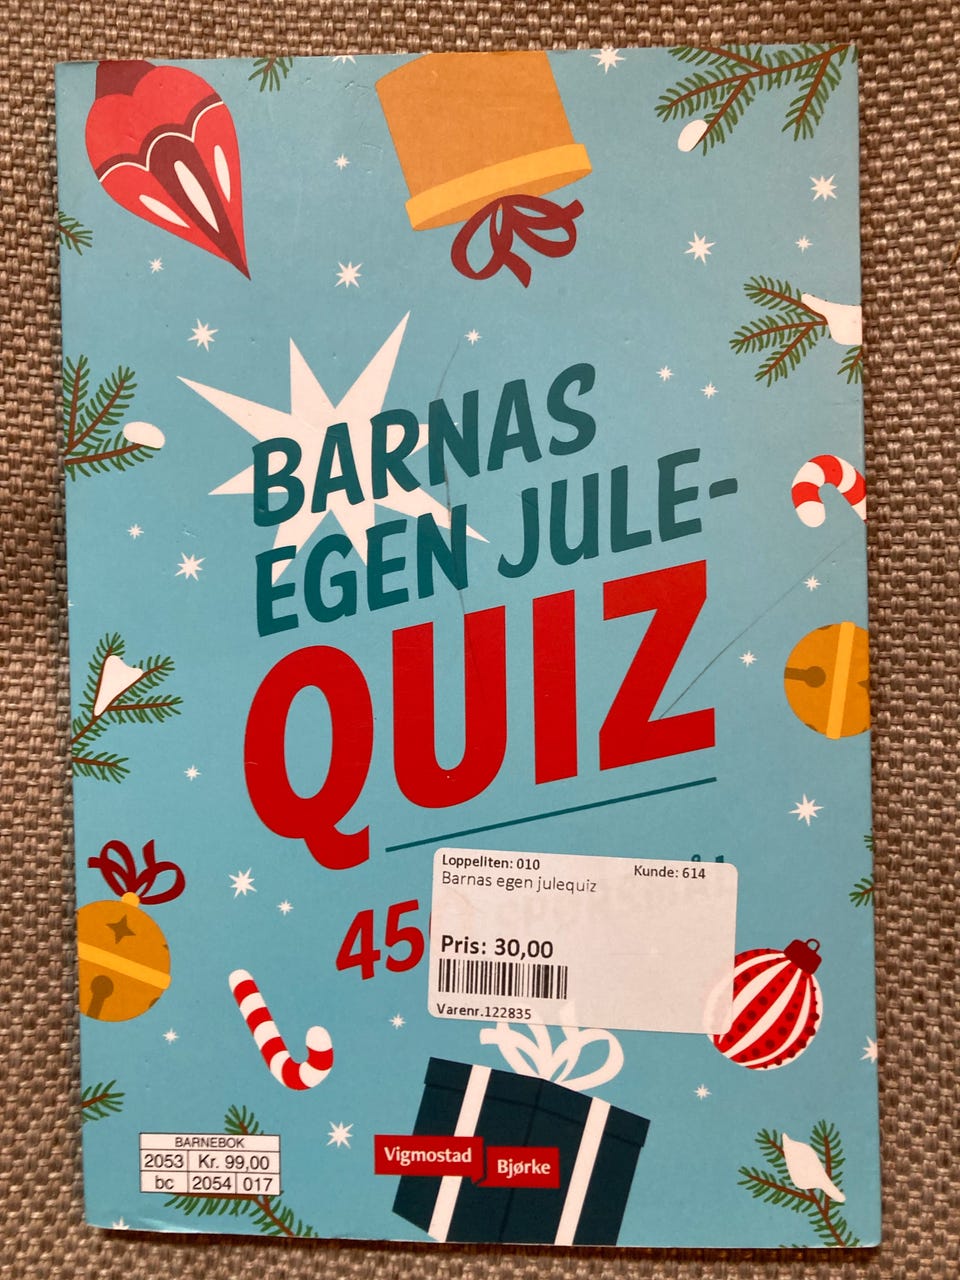 BARNAS
EGEN JULE-
QUIZ
Loppeliten: 010
Kunde: 614
Barnas egen julequiz
45
Pris: 30,00
Varenr.122835
BARNEBOK
2053 Kr. 99,00
bc 2054 017
Vigmostad
Bjørke